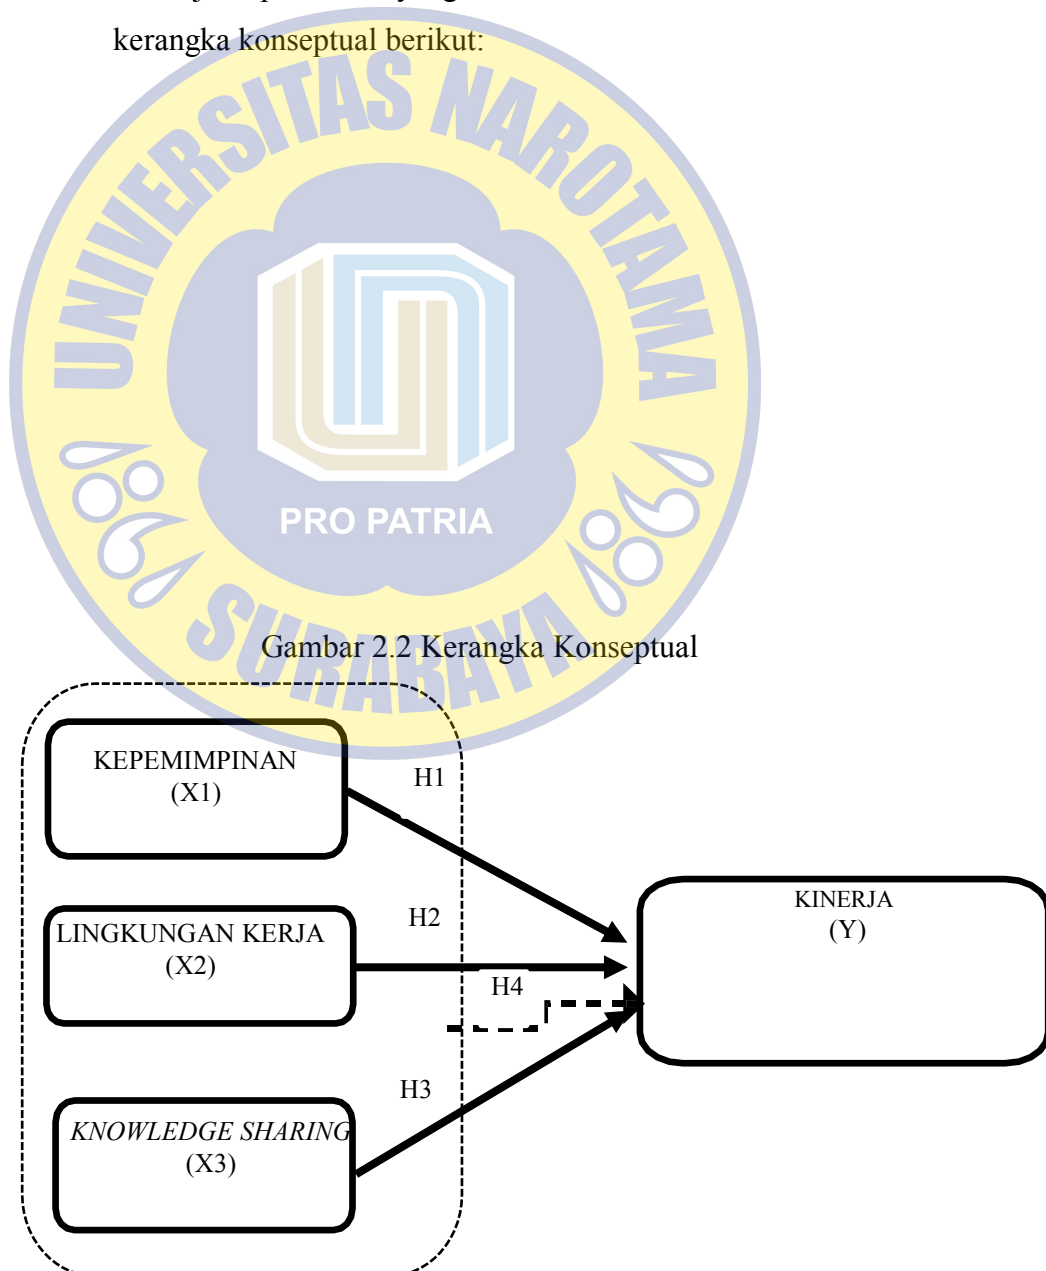 kerangka konseptual berikut:
UNIVERSITAS NAROTAMA
PRO PATRIA
SURABAYA
Gambar 2.2 Kerangka Konseptual
KEPEMIMPINAN
(X1)
H1
KINERJA
(Y)
H2
LINGKUNGAN KERJA
(X2)
H4
H3
KNOWLEDGE SHARING
(X3)